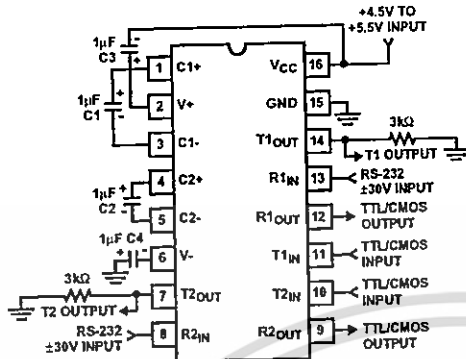 +4.5V TO
+5.5V INPUT
1μF
C3
1μF
C1
1 C1+
2 V+
3 C1-
4 C2+
1μF
C2
5 C2-
1μF C4
6 V-
3kΩ
7 T2OUT
T2 OUTPUT
RS-232
±30V INPUT
8 R2IN
VCC 16
GND 15
T1OUT 14
3kΩ
T1 OUTPUT
R1IN 13
RS-232
±30V INPUT
R1OUT 12
TTL/CMOS
OUTPUT
T1IN 11
TTL/CMOS
INPUT
T2IN 10
TTL/CMOS
INPUT
R2OUT 9
TTL/CMOS
OUTPUT